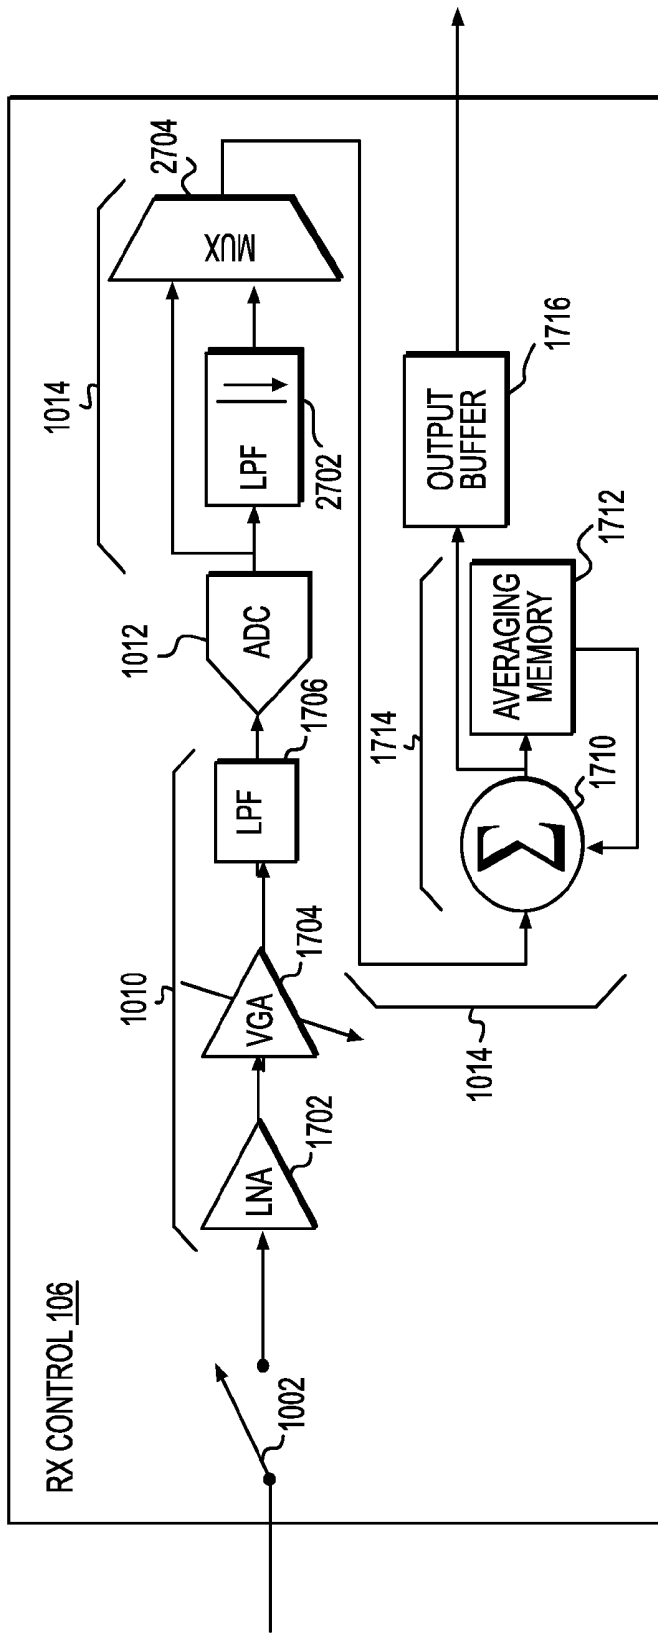 RX CONTROL 106
1002
LNA
1702
1010
VGA
1704
LPF
1706
1012
ADC
1014
LPF
2702
MUX
2704
1014
Σ
1710
1714
AVERAGING
MEMORY
1712
OUTPUT
BUFFER
1716